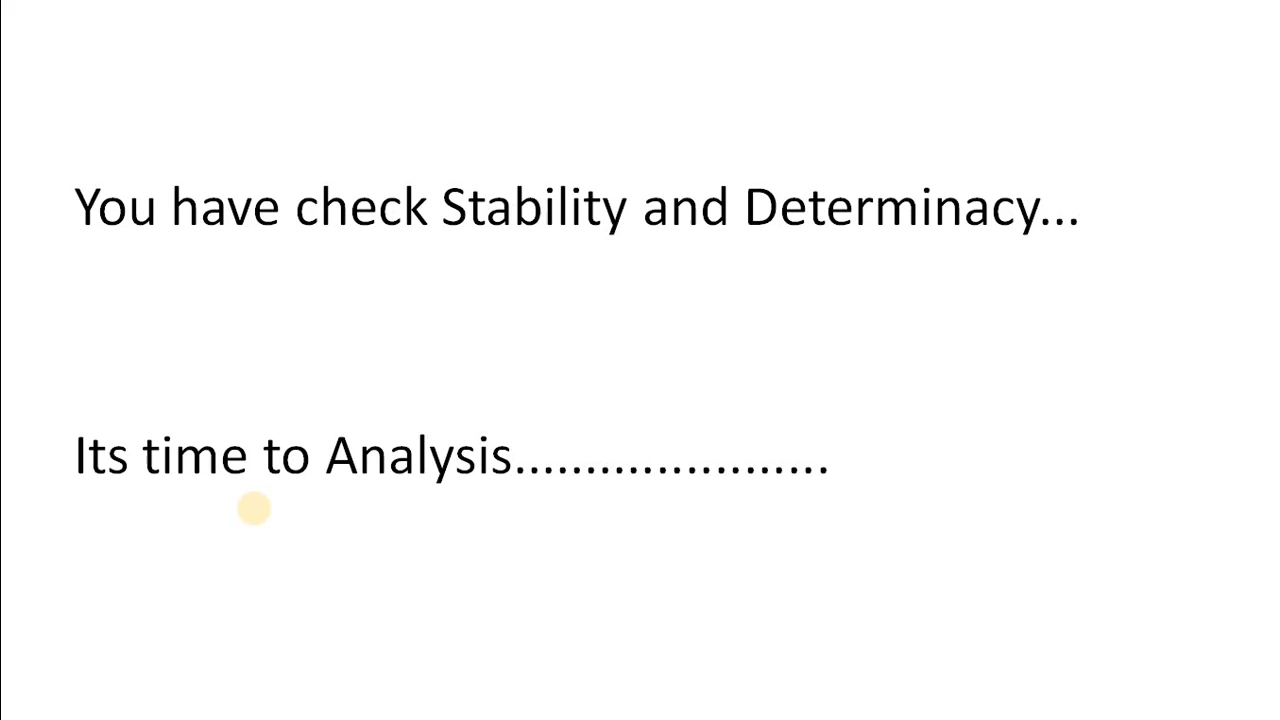 You have check Stability and Determinacy...
Its time to Analysis......................